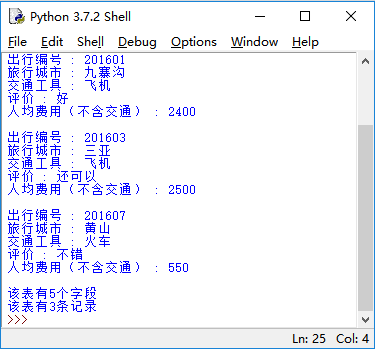 Python 3.7.2 Shell
File Edit Shell Debug Options Window Help
出行编号 : 201601
旅行城市 : 九寨沟
交通工具 : 飞机
评价 : 好
人均费用(不含交通) : 2400
出行编号 : 201603
旅行城市 : 三亚
交通工具 : 飞机
评价 : 还可以
人均费用(不含交通) : 2500
出行编号 : 201607
旅行城市 : 黄山
交通工具 : 火车
评价 : 不错
人均费用(不含交通) : 550
该表有5个字段
该表有3条记录
>>>
Ln: 25 Col: 4